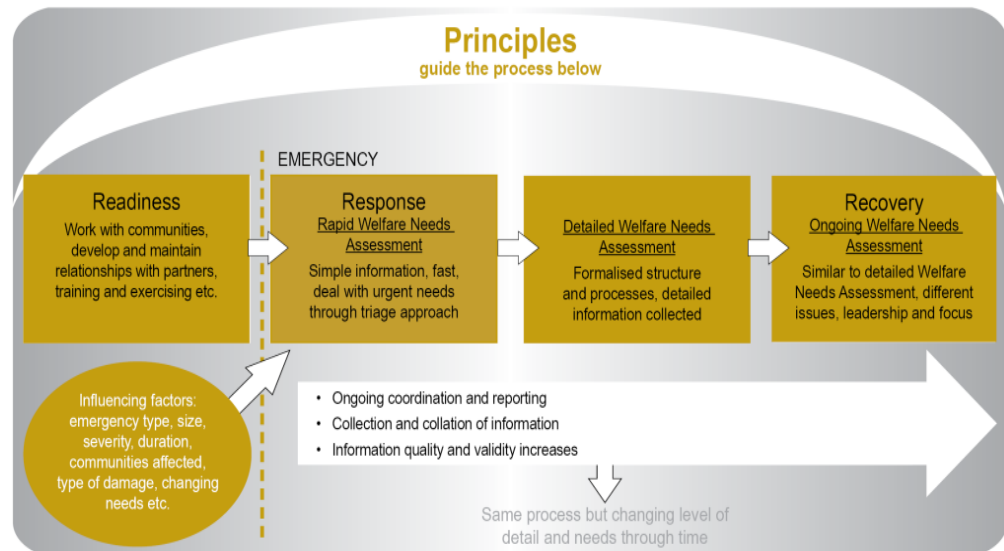 Principles
guide the process below
EMERGENCY
Readiness
Work with communities,
develop and maintain
relationships with partners,
training and exercising etc.
Response
Rapid Welfare Needs
Assessment
Simple information, fast,
deal with urgent needs
through triage approach
Detailed Welfare Needs
Assessment
Formalised structure
and processes, detailed
information collected
Recovery
Ongoing Welfare Needs
Assessment
Similar to detailed Welfare
Needs Assessment, different
issues, leadership and focus
Influencing factors:
emergency type, size,
severity, duration,
communities affected,
type of damage, changing
needs etc.
• Ongoing coordination and reporting
• Collection and collation of information
• Information quality and validity increases
Same process but changing level of
detail and needs through time